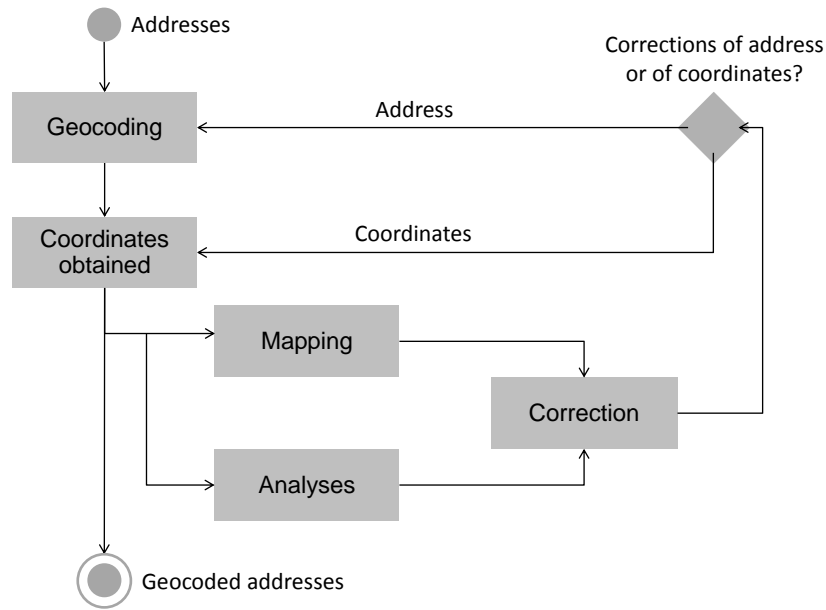 Addresses
Corrections of address
or of coordinates?
Geocoding
Address
Coordinates
obtained
Coordinates
Mapping
Correction
Analyses
Geocoded addresses